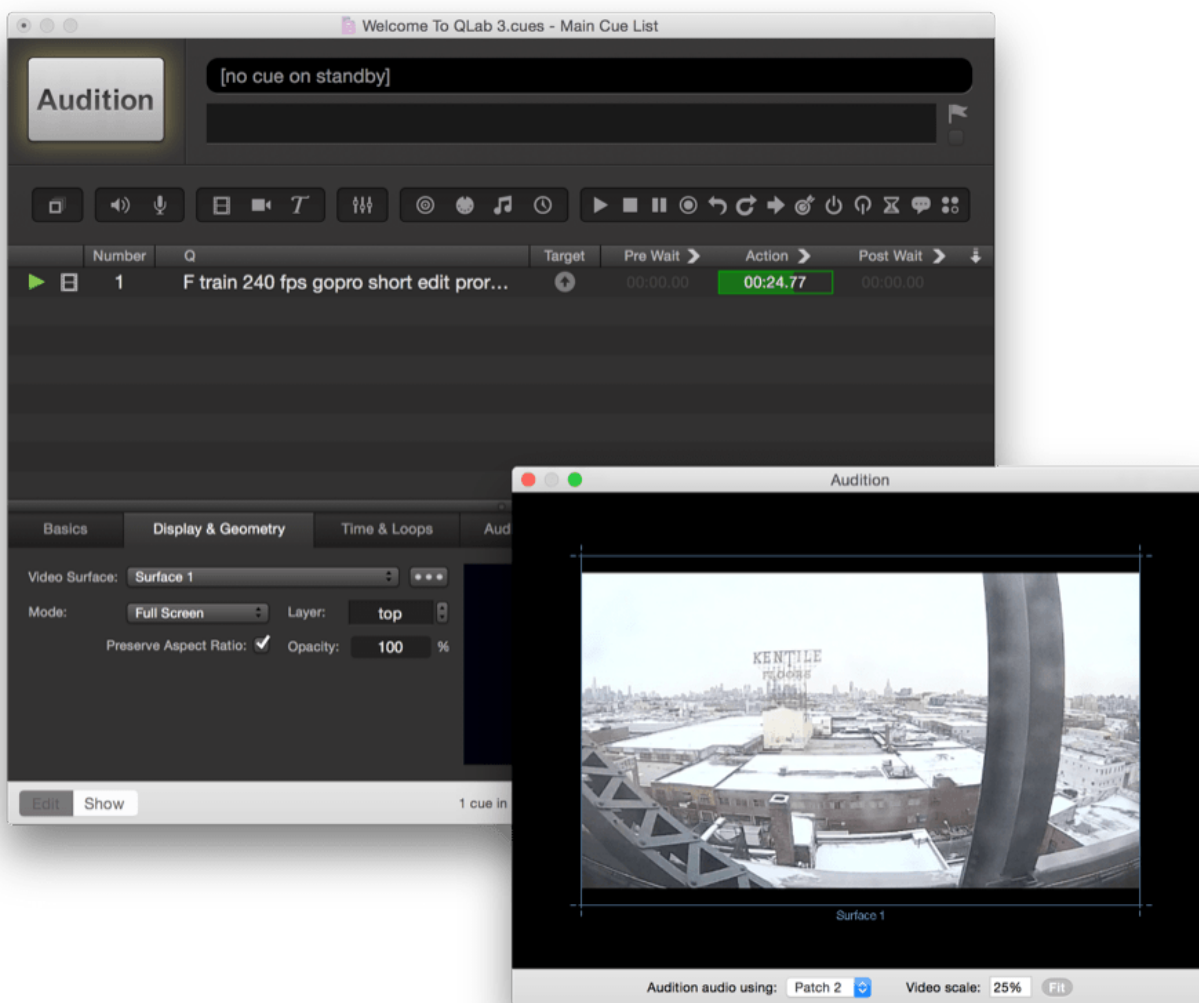 Welcome To QLab 3.cues - Main Cue List
Audition
[no cue on standby]
Number Q Target Pre Wait Action Post Wait
1 F train 240 fps gopro short edit pror... 00:00.00 00:24.77 00:00.00
Audition
Basics Display & Geometry Time & Loops Aud
Video Surface: Surface 1
Mode: Full Screen Layer: top
Preserve Aspect Ratio: Opacity: 100 %
KENTILE
FLOORS
Surface 1
Edit Show 1 cue in
Audition audio using: Patch 2 Video scale: 25% Fit